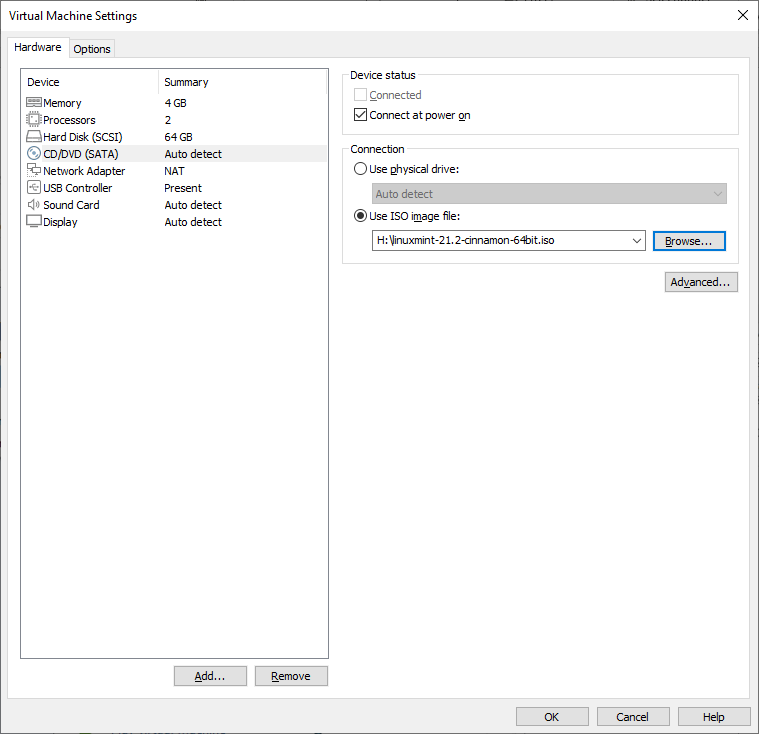 Virtual Machine Settings
Hardware Options
Device Summary
Memory 4 GB
Processors 2
Hard Disk (SCSI) 64 GB
CD/DVD (SATA) Auto detect
Network Adapter NAT
USB Controller Present
Sound Card Auto detect
Display Auto detect
Add... Remove
Device status
Connected
Connect at power on
Connection
Use physical drive:
Auto detect
Use ISO image file:
H:\linuxmint-21.2-cinnamon-64bit.iso Browse...
Advanced...
OK Cancel Help